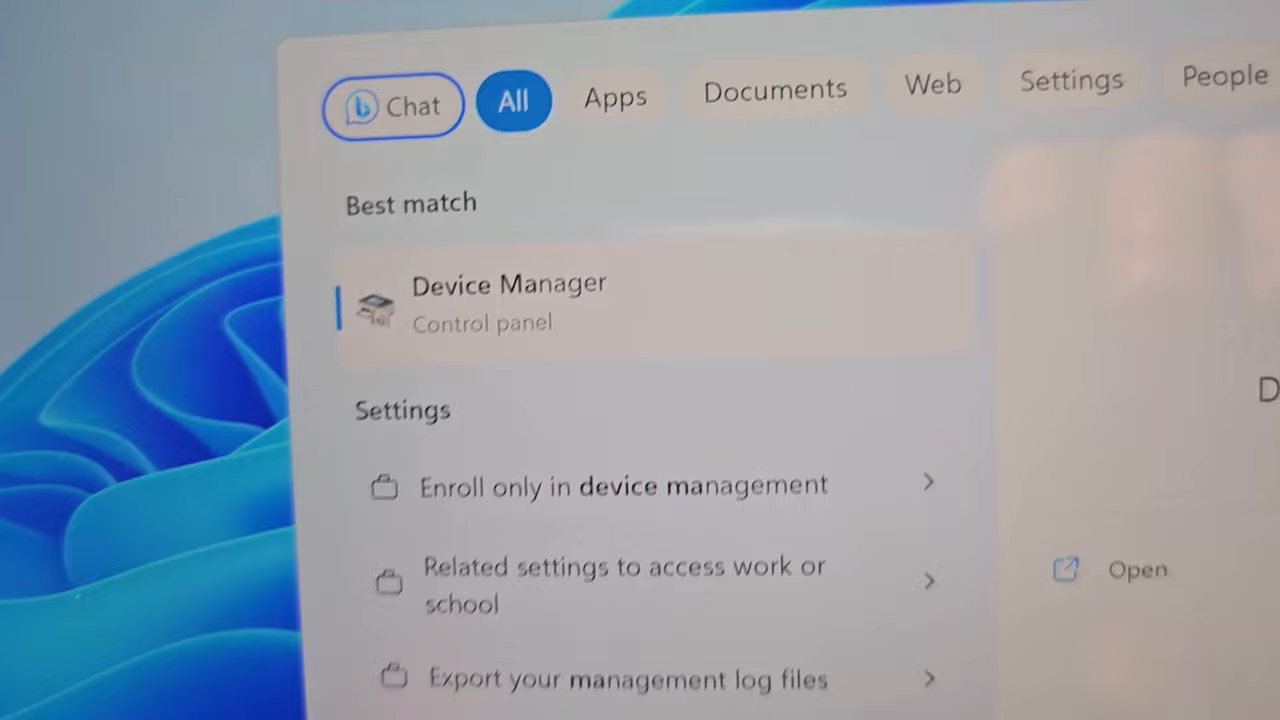 Chat All Apps Documents Web Settings People
Best match
Device Manager
Control panel
Settings
Enroll only in device management
Related settings to access work or
school
Export your management log files
D
Open